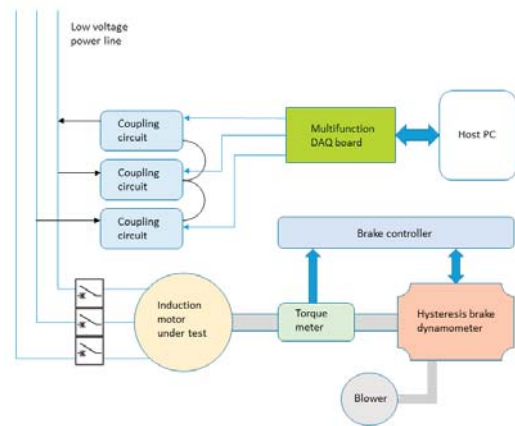 Low voltage
power line
Coupling
circuit
Multifunction
DAQ board
Host PC
Coupling
circuit
Coupling
circuit
Brake controller
Induction
motor
under test
Torque
meter
Hysteresis brake
dynamometer
Blower